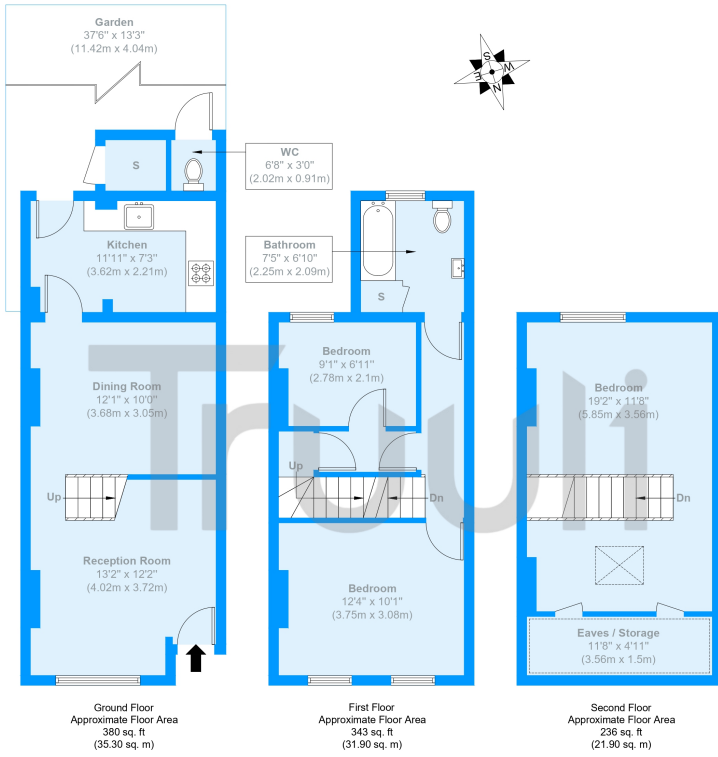 Garden
37'6" x 13'3"
(11.42m x 4.04m)
S
W
E
N
WC
6'8" x 3'0"
(2.02m x 0.91m)
S
Kitchen
11'11" x 7'3"
(3.62m x 2.21m)
Bathroom
7'5" x 6'10"
(2.25m x 2.09m)
S
Bedroom
9'1" x 6'11"
(2.78m x 2.1m)
Dining Room
12'1" x 10'0"
(3.68m x 3.05m)
Bedroom
19'2" x 11'8"
(5.85m x 3.56m)
Truuli
Up
Up
Dn
Dn
Reception Room
13'2" x 12'2"
(4.02m x 3.72m)
Bedroom
12'4" x 10'1"
(3.75m x 3.08m)
Eaves / Storage
11'8" x 4'11"
(3.56m x 1.5m)
Ground Floor
Approximate Floor Area
380 sq. ft
(35.30 sq. m)
First Floor
Approximate Floor Area
343 sq. ft
(31.90 sq. m)
Second Floor
Approximate Floor Area
236 sq. ft
(21.90 sq. m)